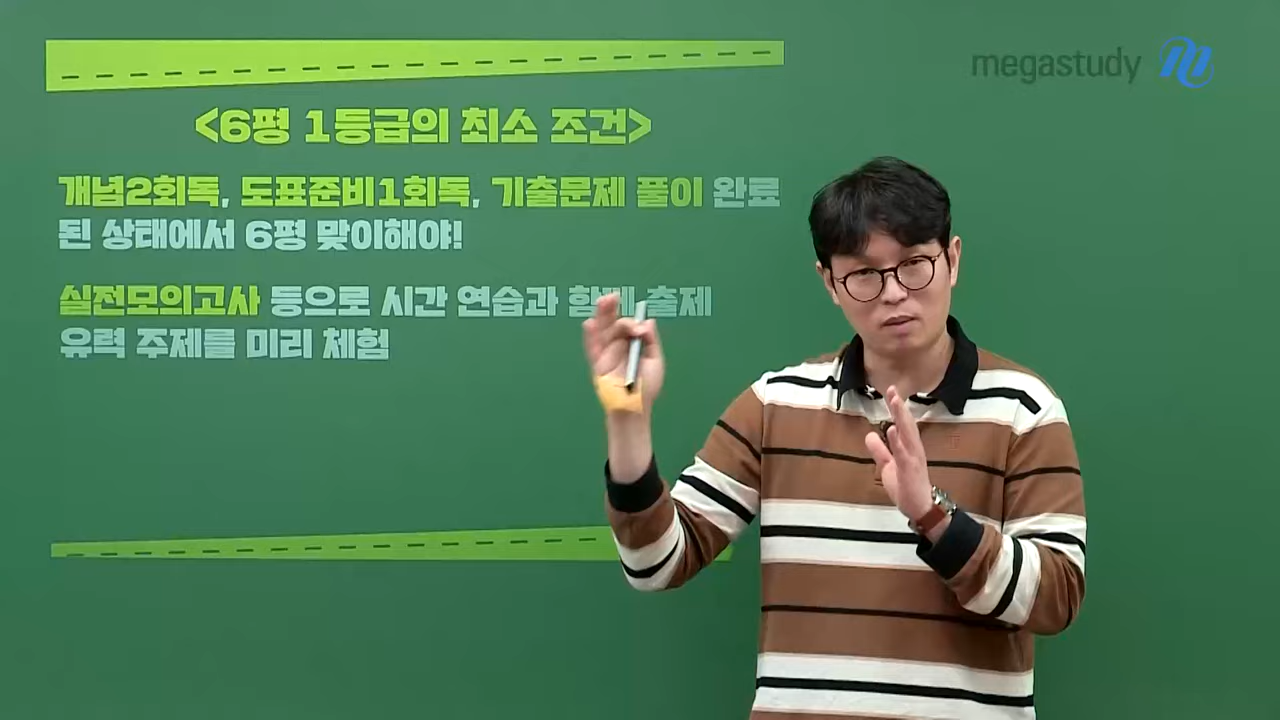 megastudy
<6평 1등급의 최소 조건>
개념2회독, 도표준비1회독, 기출문제 풀이 완료
된 상태에서 6평 맞이해야!
실전모의고사 등으로 시간 연습과 함께 출제
유력 주제를 미리 체험